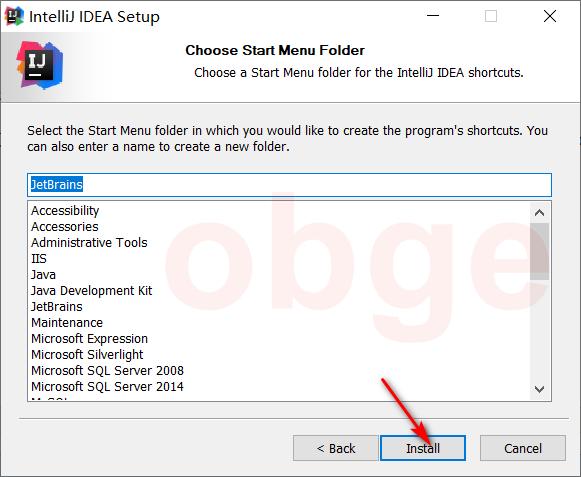 IntelliJ IDEA Setup
IJ
Choose Start Menu Folder
Choose a Start Menu folder for the IntelliJ IDEA shortcuts.
Select the Start Menu folder in which you would like to create the program's shortcuts. You
can also enter a name to create a new folder.
JetBrains
Accessibility
Accessories
Administrative Tools
IIS
Java
Java Development Kit
JetBrains
Maintenance
Microsoft Expression
Microsoft Silverlight
Microsoft SQL Server 2008
Microsoft SQL Server 2014
obge
< Back
Install
Cancel